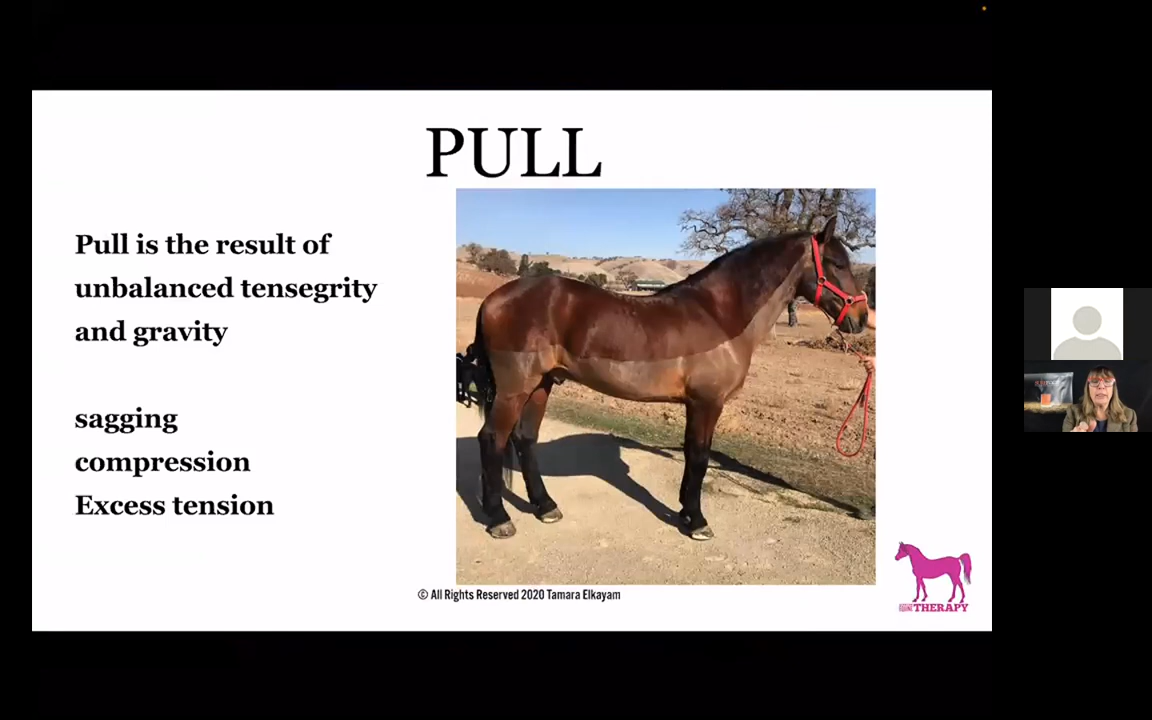 PULL
Pull is the result of
unbalanced tensegrity
and gravity
sagging
compression
Excess tension
© All Rights Reserved 2020 Tamara Elkayam
THERAPY